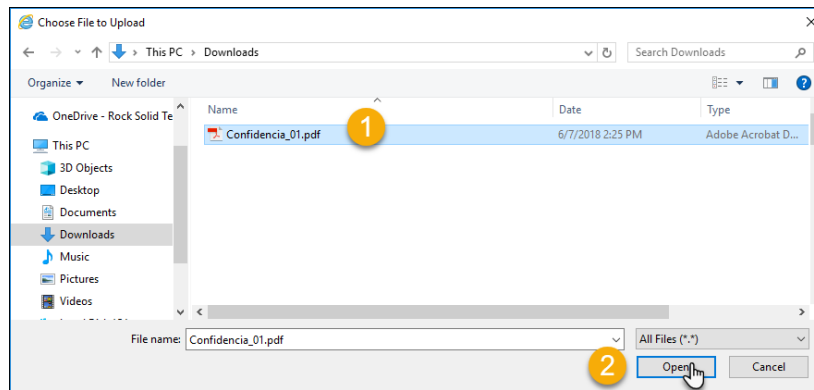 Choose File to Upload
This PC > Downloads
Search Downloads
Organize
New folder
?
Name
Date
Type
OneDrive - Rock Solid Te
This PC
3D Objects
Desktop
Documents
Downloads
Music
Pictures
Videos
Confidencia_01.pdf
1
6/7/2018 2:25 PM
Adobe Acrobat D...
File name:
Confidencia_01.pdf
All Files (*.*)
2
Open
Cancel